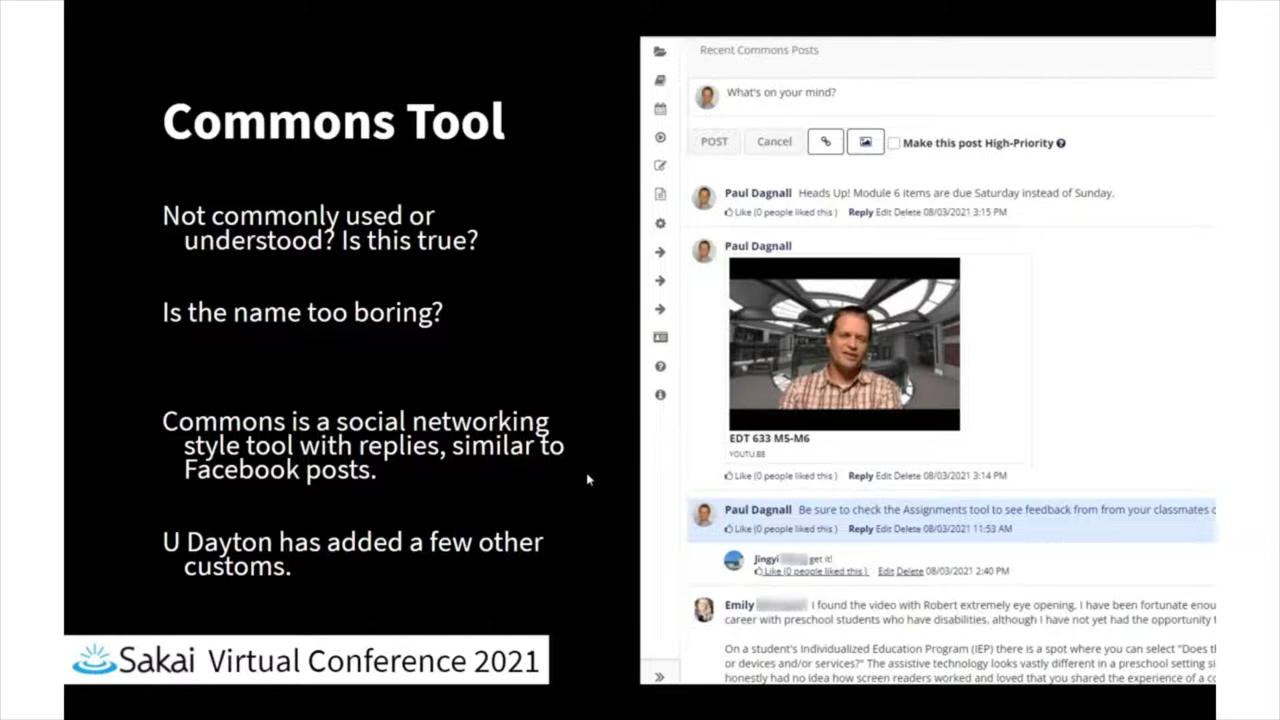 Commons Tool
Not commonly used or
understood? Is this true?
Is the name too boring?
Commons is a social networking
style tool with replies, similar to
Facebook posts.
U Dayton has added a few other
customs.
Sakai Virtual Conference 2021
Recent Commons Posts
What's on your mind?
POST Cancel Make this post High-Priority
Paul Dagnall Heads Up! Module 6 items are due Saturday instead of Sunday.
Like (0 people liked this ) Reply Edit Delete 08/03/2021 3:15 PM
Paul Dagnall
EDT 633 M5-M6
YOUTU.BE
Like (0 people liked this ) Reply Edit Delete 08/03/2021 3:14 PM
Paul Dagnall Be sure to check the Assignments tool to see feedback from from your classmates
Like (0 people liked this ) Reply Edit Delete 08/03/2021 11:53 AM
Jingyi get it!
Like (0 people liked this ) Edit Delete 08/03/2021 2:40 PM
Emily I found the video with Robert extremely eye opening. I have been fortunate
career with preschool students who have disabilities, although I have not yet had the opportunity
On a student's Individualized Education Program (IEP) there is a spot where you can select "Does
or devices and/or services?" The assistive technology looks vastly different in a preschool setting
honestly had no idea how screen readers worked and loved that you shared the experience of a